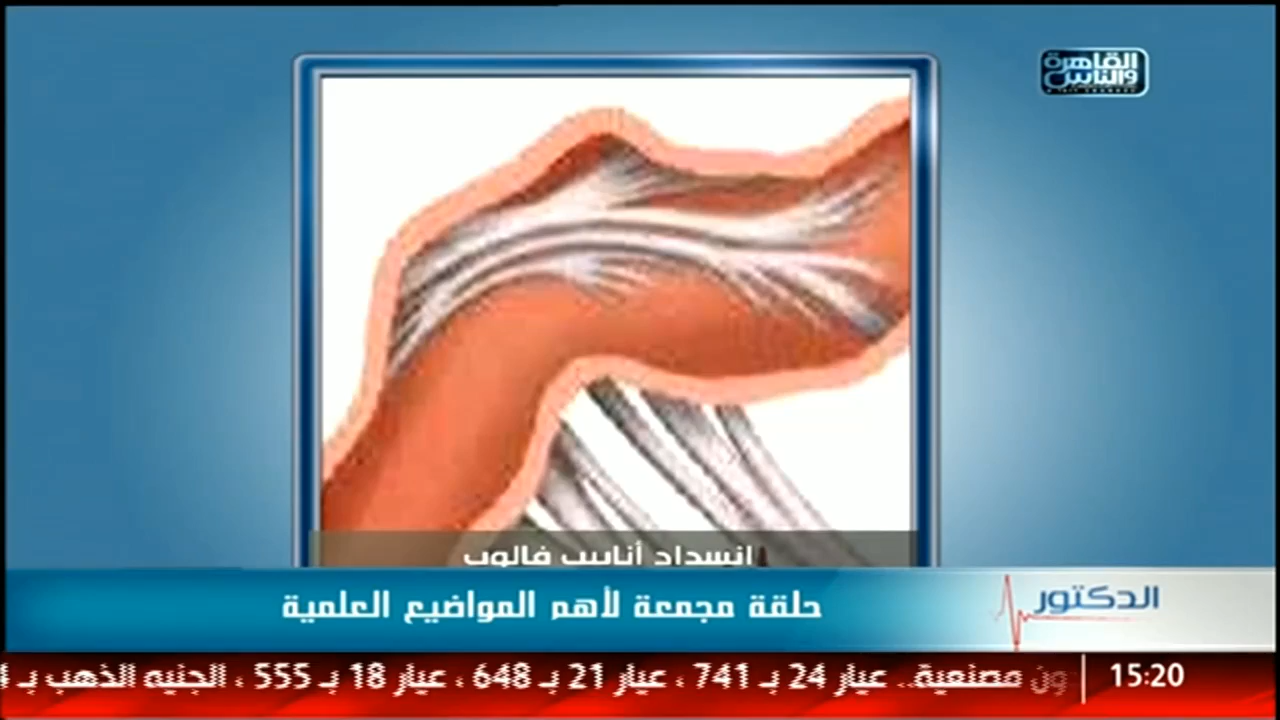 القاهرة
والناس
انسداد أنابيب فالوب
الدكتور
حلقة مجمعة لأهم المواضيع العلمية
15:20
ون مصنعية.. عيار 24 بـ 741 ، عيار 21 بـ 648 ، عيار 18 بـ 555 ، الجنيه الذهب بـ 4